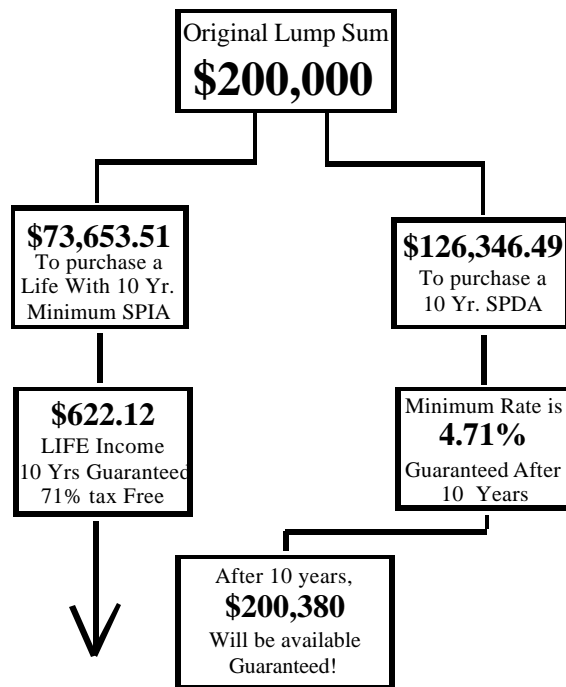 Original Lump Sum
$200,000
$73,653.51
To purchase a
Life With 10 Yr.
Minimum SPIA
$126,346.49
To purchase a
10 Yr. SPDA
$622.12
LIFE Income
10 Yrs Guaranteed
71% tax Free
Minimum Rate is
4.71%
Guaranteed After
10 Years
After 10 years,
$200,380
Will be available
Guaranteed!